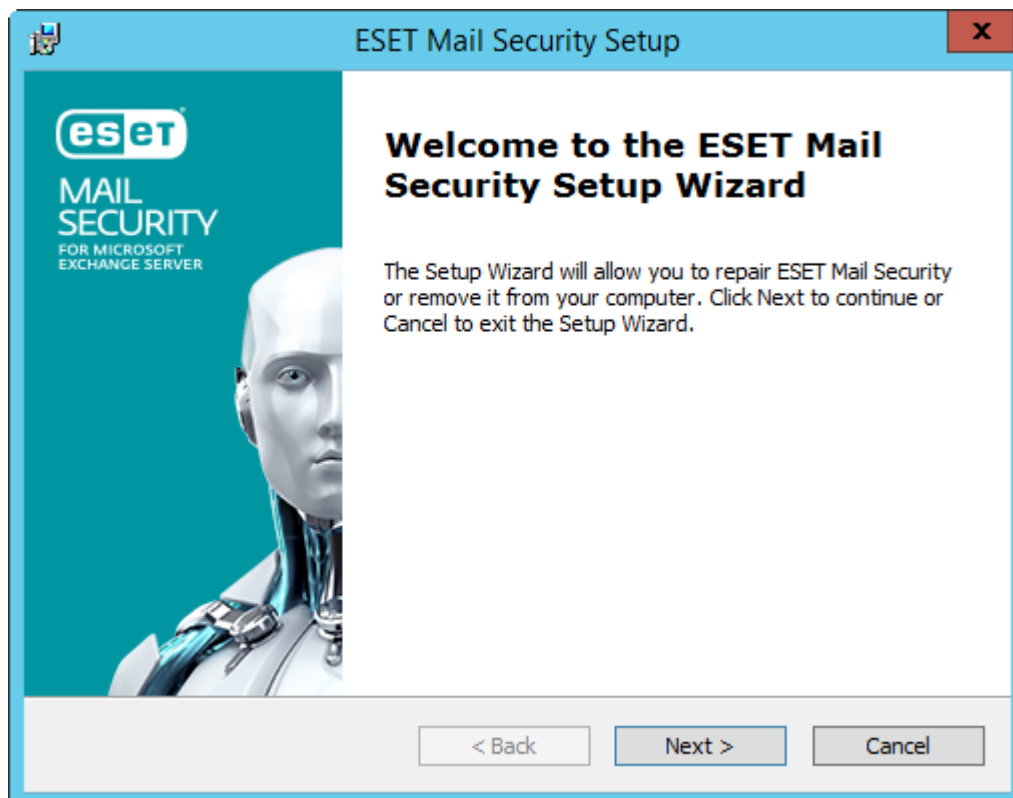 ESET Mail Security Setup
x
eset
MAIL
SECURITY
FOR MICROSOFT
EXCHANGE SERVER
Welcome to the ESET Mail
Security Setup Wizard
The Setup Wizard will allow you to repair ESET Mail Security
or remove it from your computer. Click Next to continue or
Cancel to exit the Setup Wizard.
< Back
Next >
Cancel